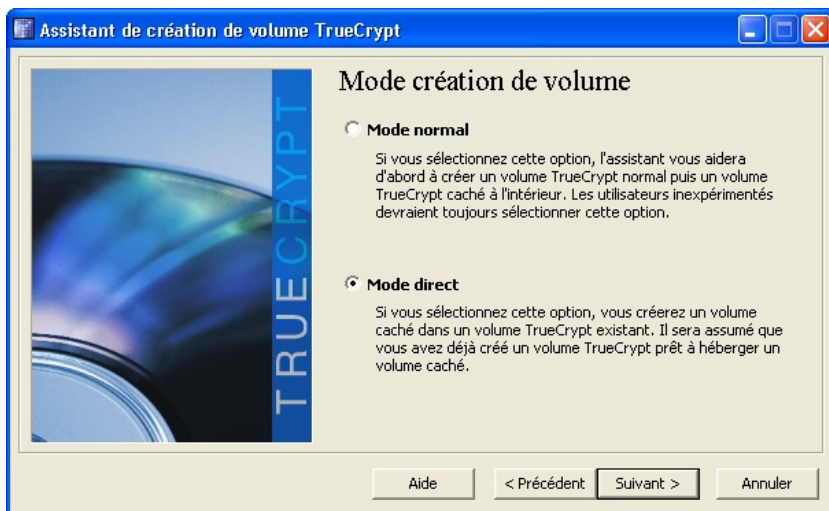 Assistant de création de volume TrueCrypt
TRUECRYPT
Mode création de volume
Mode normal
Si vous sélectionnez cette option, l'assistant vous aidera
d'abord à créer un volume TrueCrypt normal puis un volume
TrueCrypt caché à l'intérieur. Les utilisateurs inexpérimentés
devraient toujours sélectionner cette option.
Mode direct
Si vous sélectionnez cette option, vous créerez un volume
caché dans un volume TrueCrypt existant. Il sera assumé que
vous avez déjà créé un volume TrueCrypt prêt à héberger un
volume caché.
Aide < Précédent Suivant > Annuler